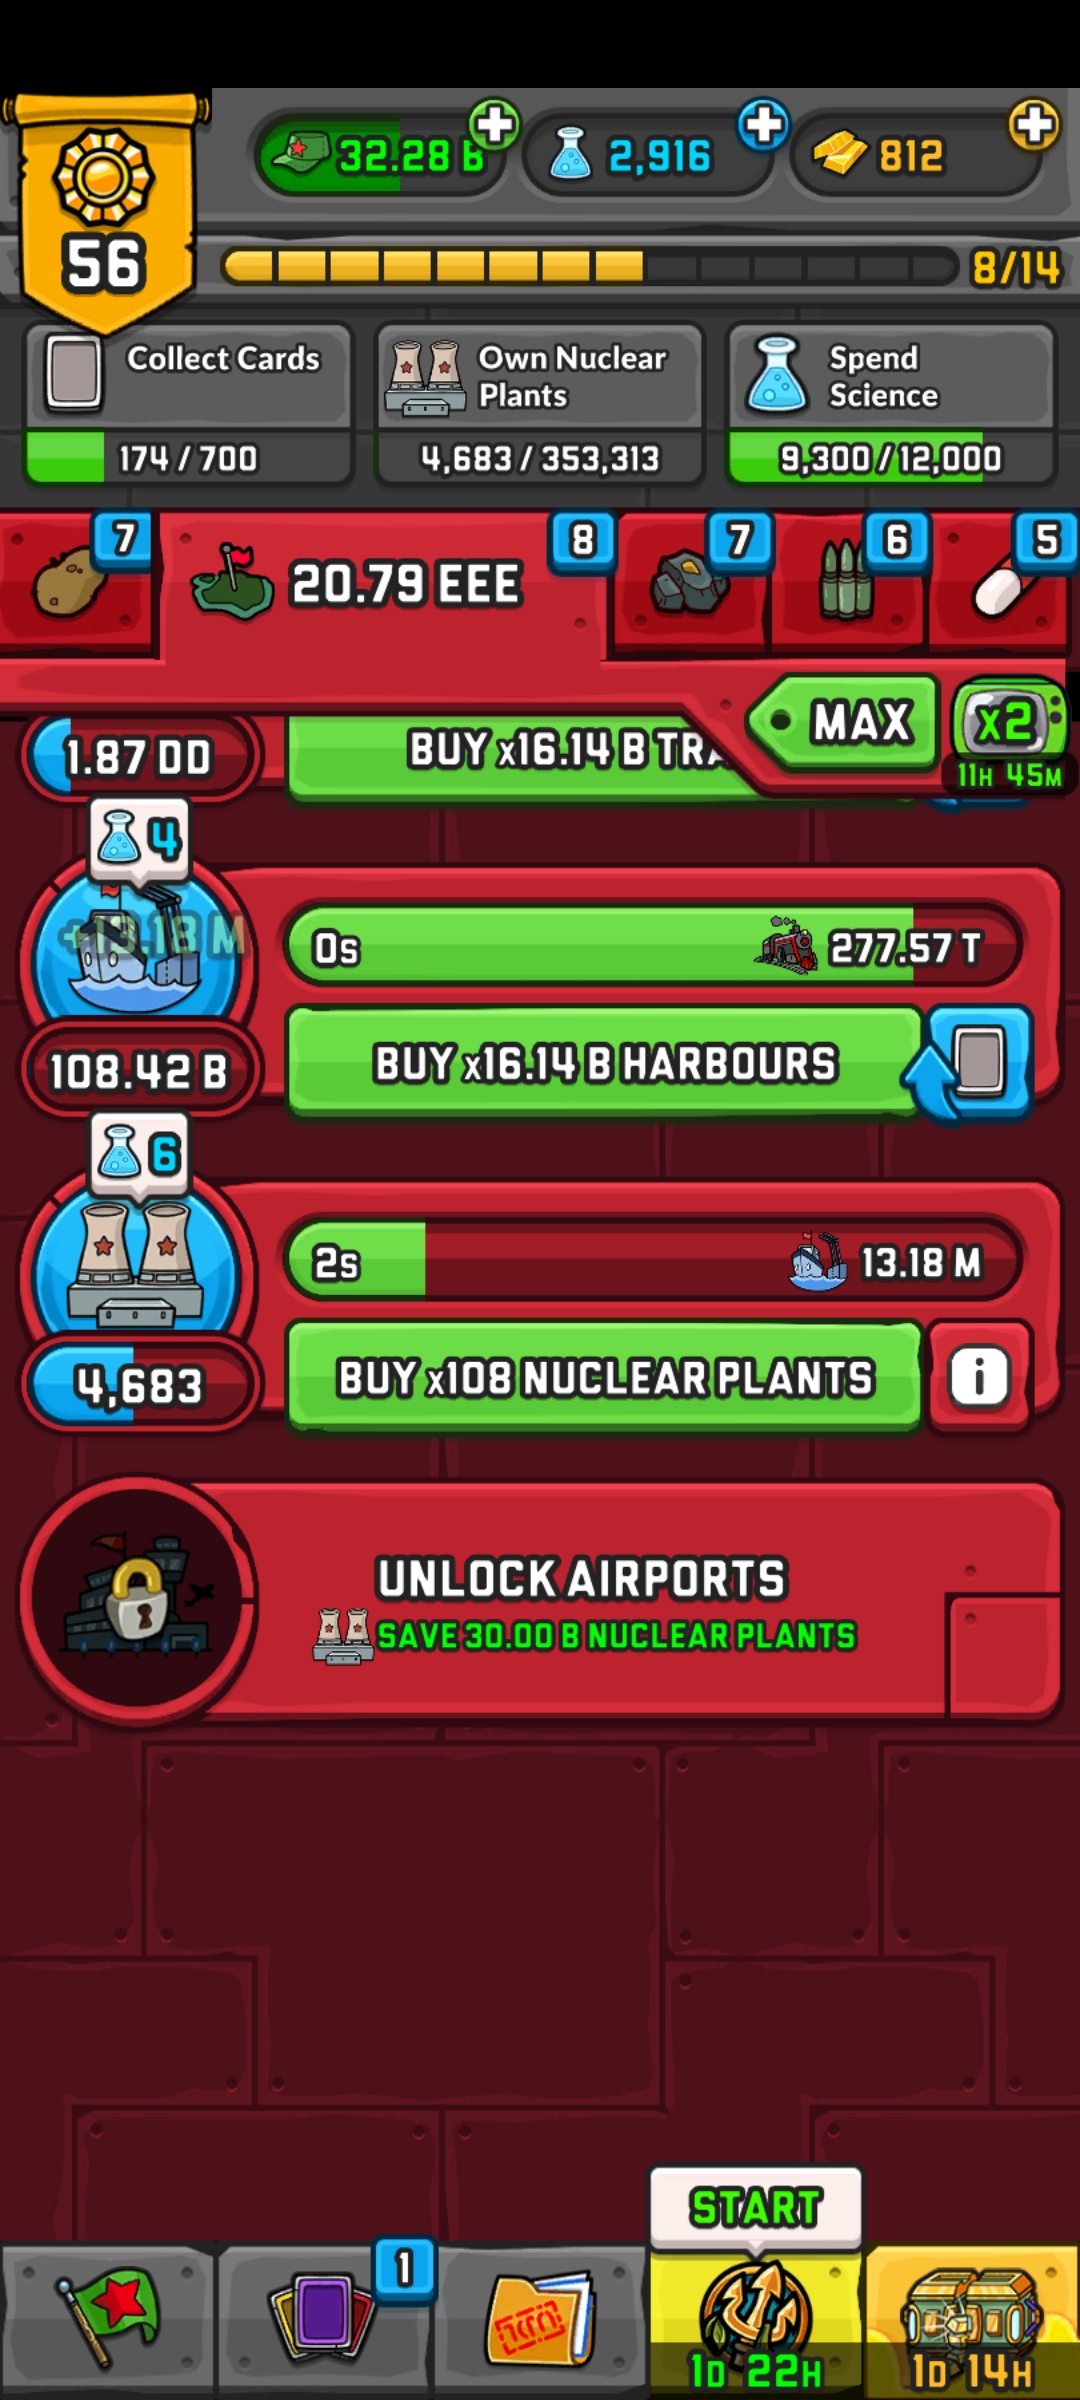 32.28 B
2,916
812
56
8/14
Collect Cards
174 / 700
Own Nuclear
Plants
4,683 / 353,313
Spend
Science
9,300 / 12,000
7
20.79 EEE
8
7
6
5
MAX
x2
11H 45M
1.87 DD
BUY x16.14 B
4
+13.18 M
0s
277.57 T
108.42 B
BUY x16.14 B HARBOURS
6
2s
13.18 M
4,683
BUY x108 NUCLEAR PLANTS
i
UNLOCK AIRPORTS
SAVE 30.00 B NUCLEAR PLANTS
START
1
1D 22H
1D 14H